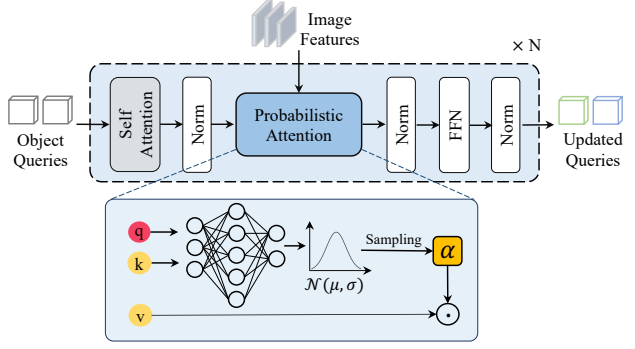 Image
Features
× N
Self
Attention
Norm
Probabilistic
Attention
Norm
FFN
Norm
Object
Queries
Updated
Queries
q
k
v
Sampling
α
𝒩(μ, σ)